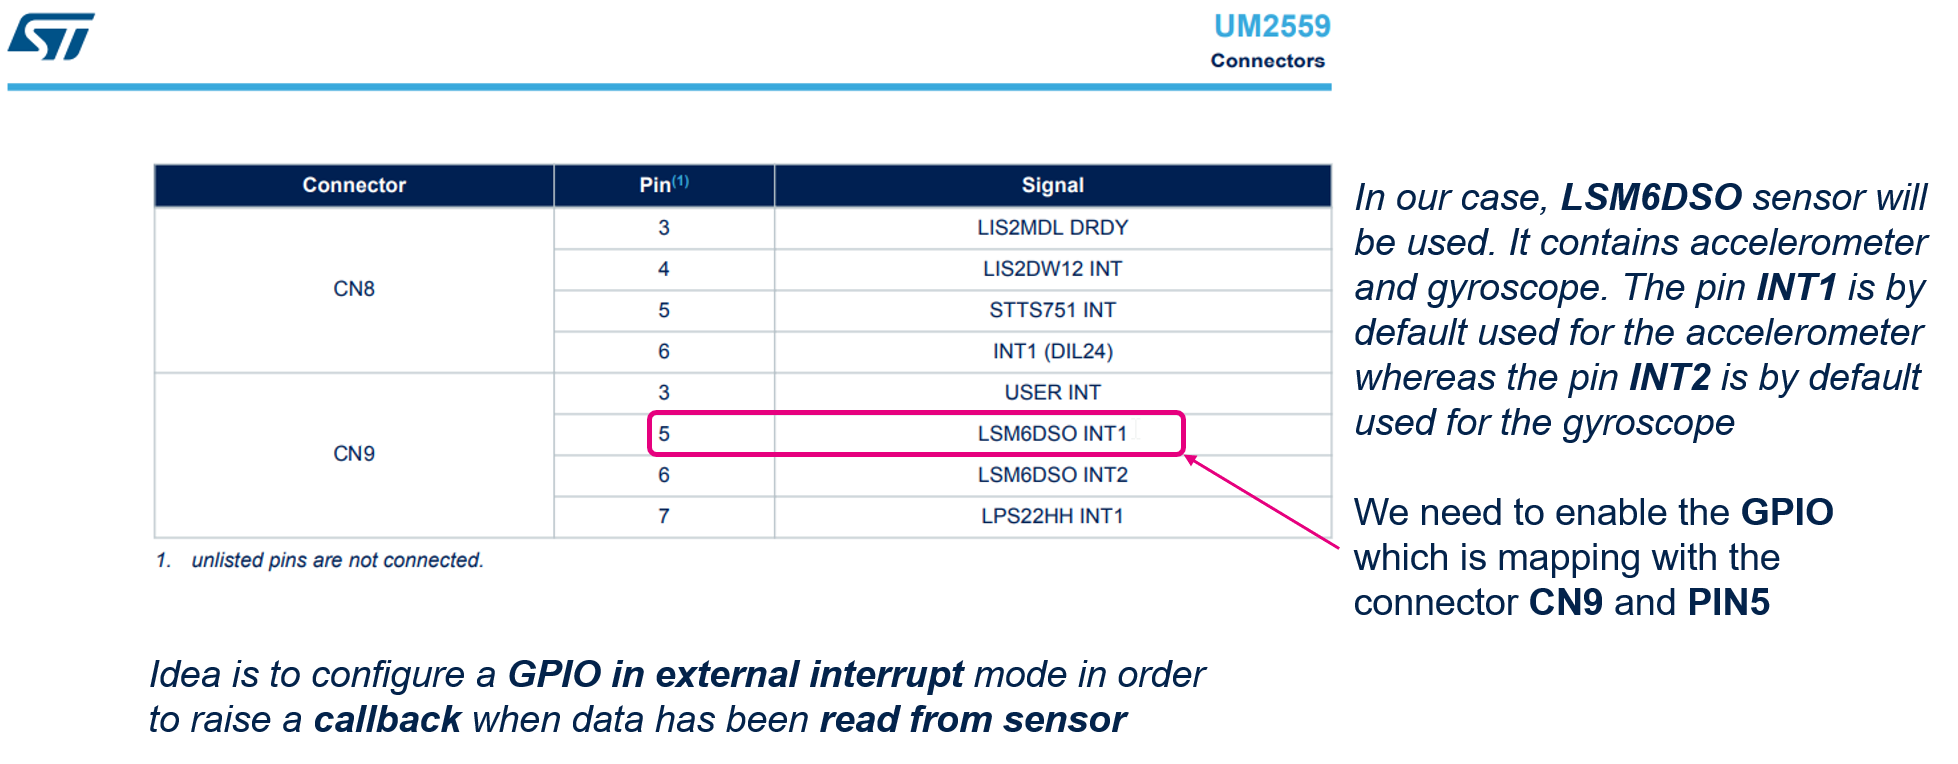 ST
UM2559
Connectors
Connector Pin(1) Signal
CN8
3 LIS2MDL DRDY
4 LIS2DW12 INT
5 STTS751 INT
6 INT1 (DIL24)
CN9
3 USER INT
5 LSM6DSO INT1
6 LSM6DSO INT2
7 LPS22HH INT1
1. unlisted pins are not connected.
In our case, LSM6DSO sensor will
be used. It contains accelerometer
and gyroscope. The pin INT1 is by
default used for the accelerometer
whereas the pin INT2 is by default
used for the gyroscope
We need to enable the GPIO
which is mapping with the
connector CN9 and PIN5
Idea is to configure a GPIO in external interrupt mode in order
to raise a callback when data has been read from sensor